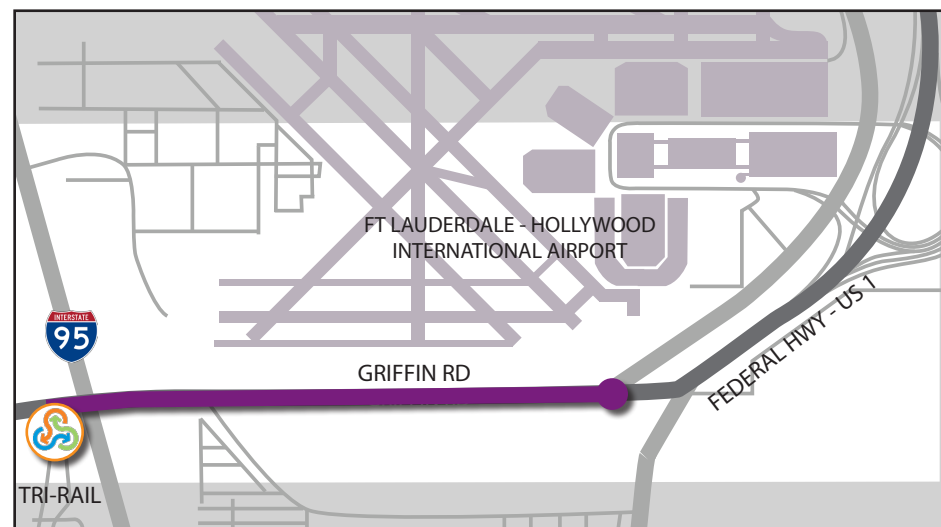 FT LAUDERDALE - HOLLYWOOD
INTERNATIONAL AIRPORT
FEDERAL HWY - US 1
INTERSTATE
95
GRIFFIN RD
TRI-RAIL